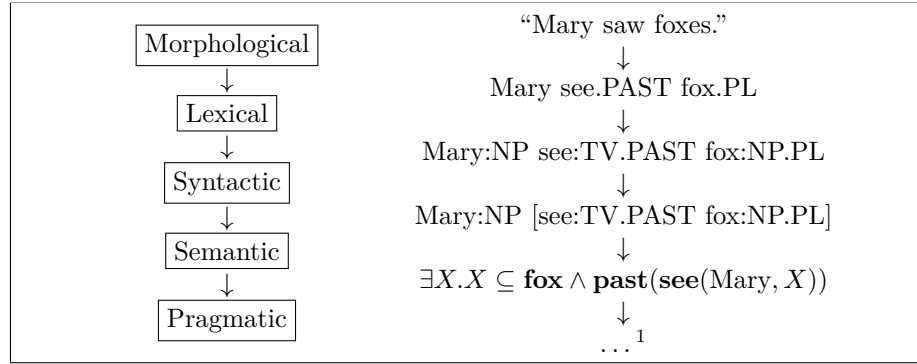 Morphological
Lexical
Syntactic
Semantic
Pragmatic
“Mary saw foxes.”
↓
Mary see.PAST fox.PL
↓
Mary:NP see:TV.PAST fox:NP.PL
↓
Mary:NP [see:TV.PAST fox:NP.PL]
↓
∃X.X ⊆ fox ∧ past(see(Mary, X))
↓
... 1